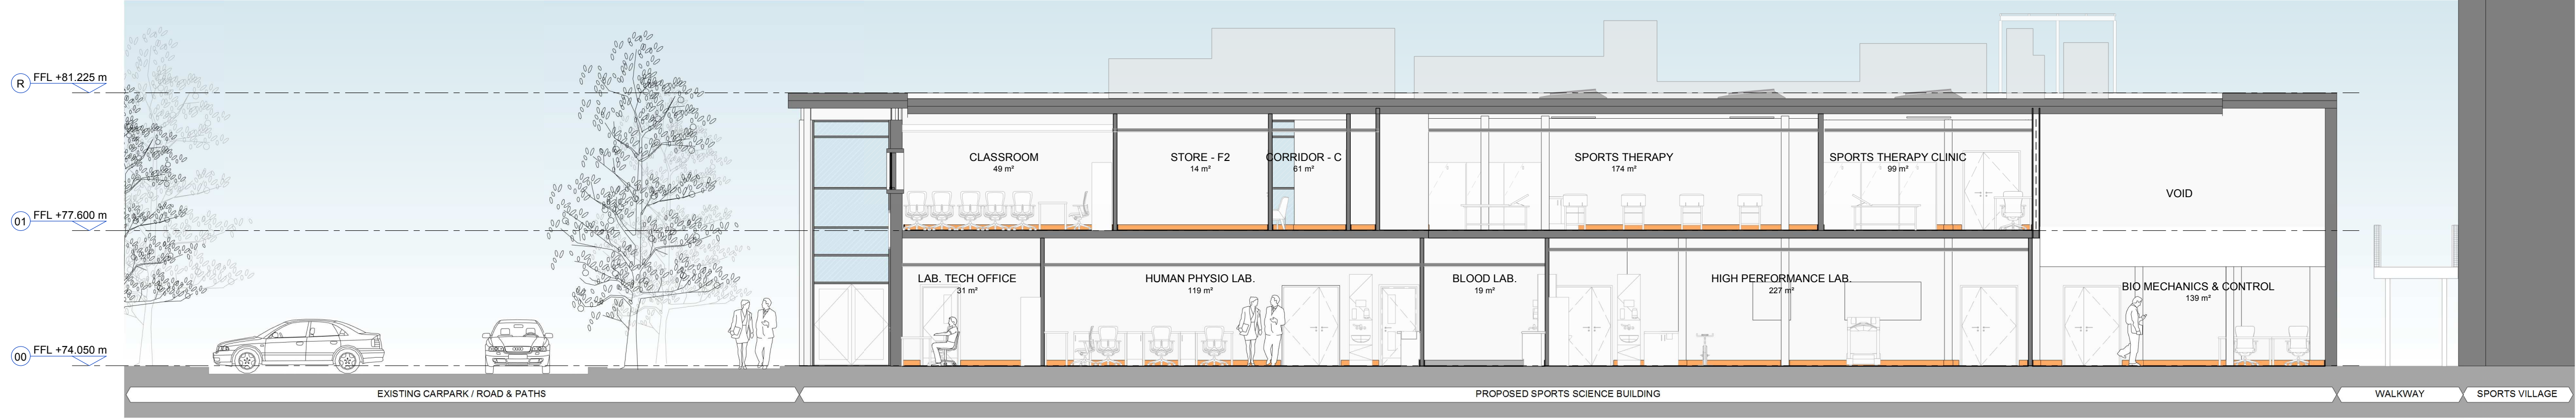 R FFL +81.225 m
01 FFL +77.600 m
00 FFL +74.050 m
CLASSROOM
49 m²
STORE - F2
14 m²
CORRIDOR - C
61 m²
SPORTS THERAPY
174 m²
SPORTS THERAPY CLINIC
99 m²
VOID
LAB. TECH OFFICE
31 m²
HUMAN PHYSIO LAB.
119 m²
BLOOD LAB.
19 m²
HIGH PERFORMANCE LAB.
227 m²
BIO MECHANICS & CONTROL
139 m²
EXISTING CARPARK / ROAD & PATHS
PROPOSED SPORTS SCIENCE BUILDING
WALKWAY
SPORTS VILLAGE